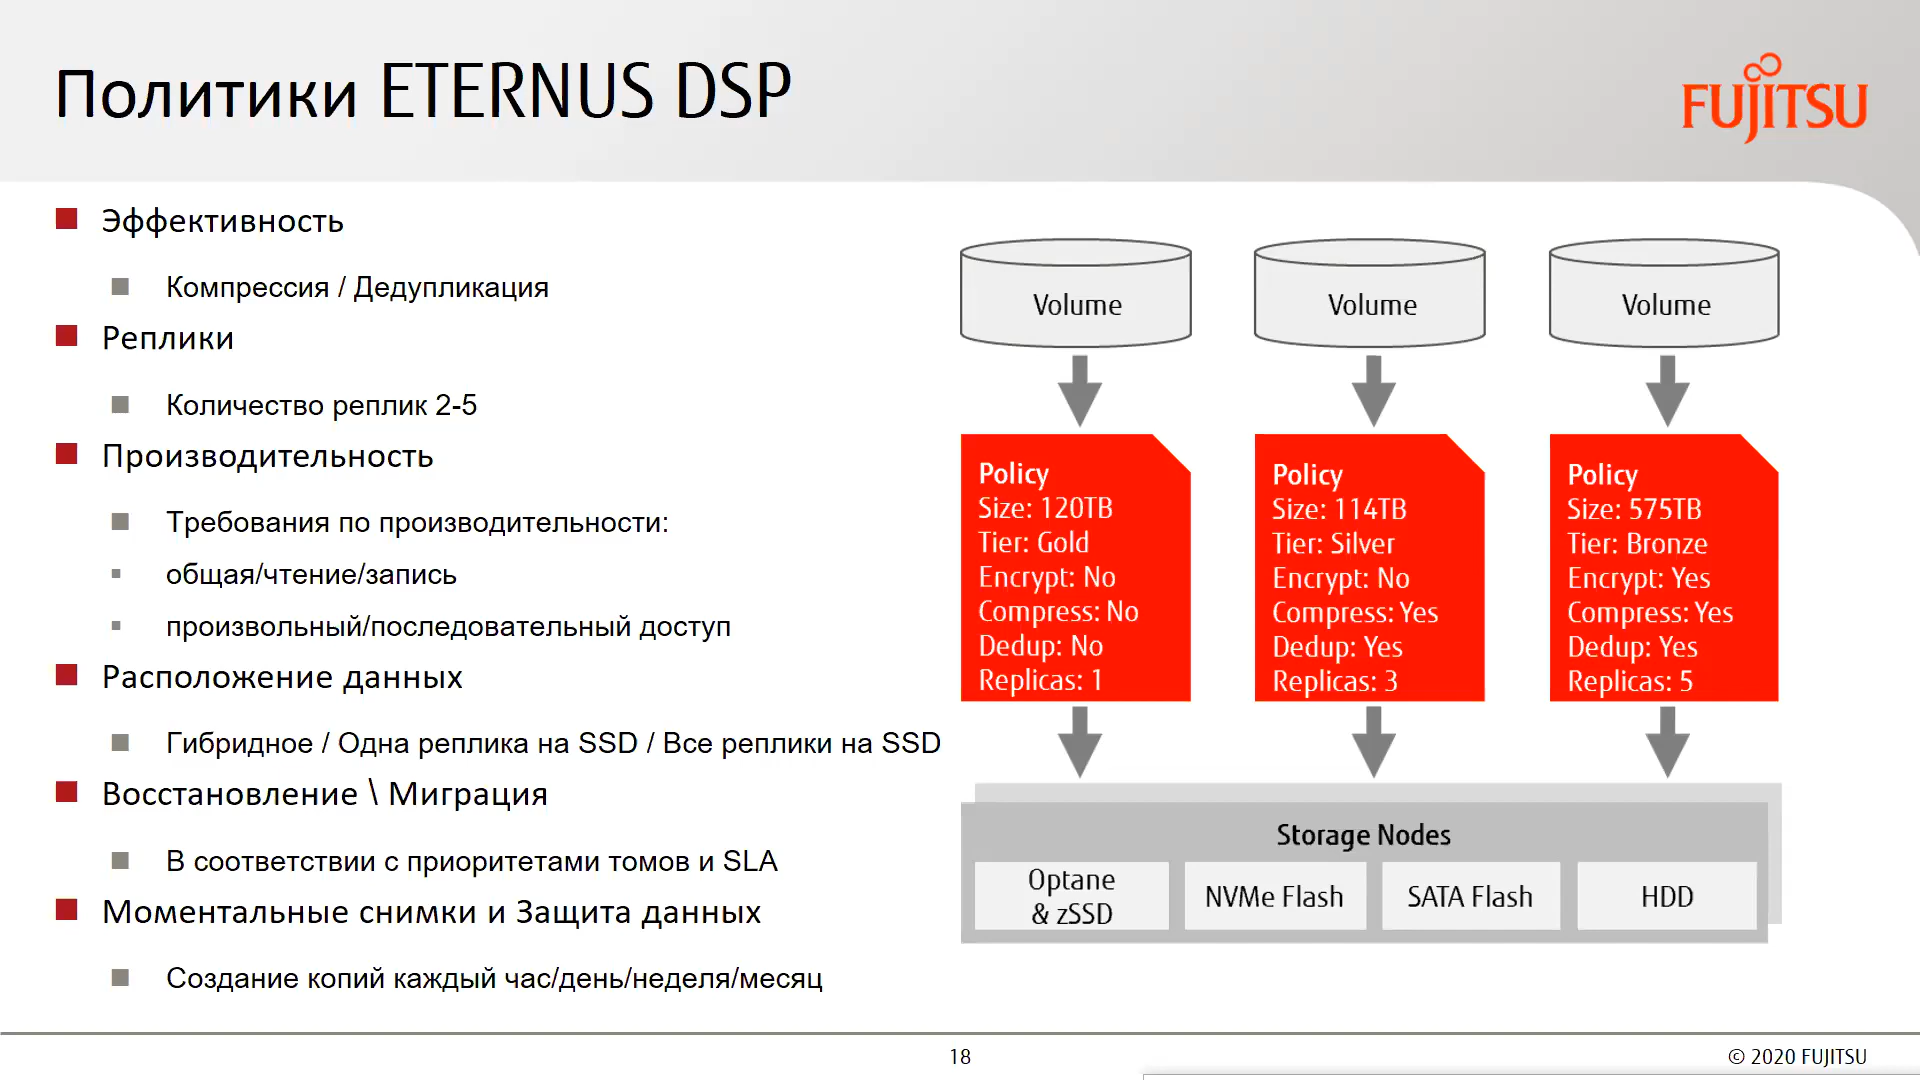 Политики ETERNUS DSP
FUJITSU
Эффективность
Компрессия / Дедупликация
Реплики
Количество реплик 2-5
Производительность
Требования по производительности:
общая/чтение/запись
произвольный/последовательный доступ
Расположение данных
Гибридное / Одна реплика на SSD / Все реплики на SSD
Восстановление \ Миграция
В соответствии с приоритетами томов и SLA
Моментальные снимки и Защита данных
Создание копий каждый час/день/неделя/месяц
Volume
Volume
Volume
Policy
Size: 120TB
Tier: Gold
Encrypt: No
Compress: No
Dedup: No
Replicas: 1
Policy
Size: 114TB
Tier: Silver
Encrypt: No
Compress: Yes
Dedup: Yes
Replicas: 3
Policy
Size: 575TB
Tier: Bronze
Encrypt: Yes
Compress: Yes
Dedup: Yes
Replicas: 5
Storage Nodes
Optane
& zSSD
NVMe Flash
SATA Flash
HDD
18
© 2020 FUJITSU